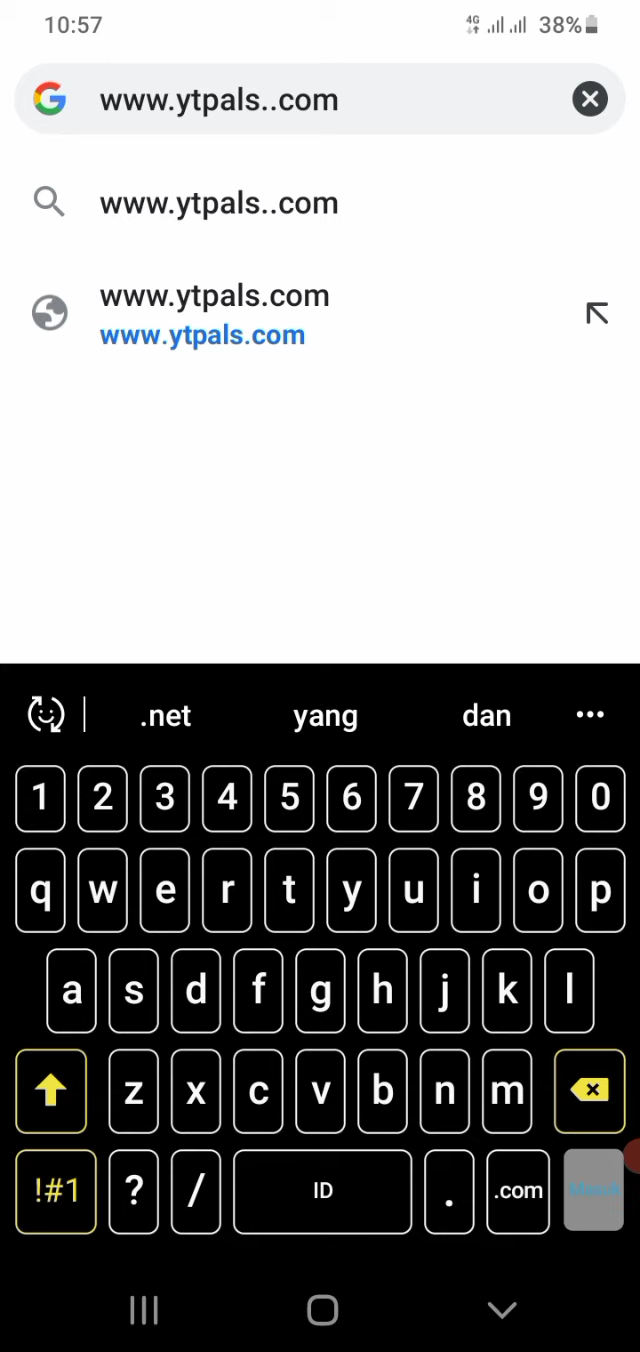 10:57 4G 38%
www.ytpals..com
www.ytpals..com
www.ytpals.com
www.ytpals.com
.net yang dan
1 2 3 4 5 6 7 8 9 0
q w e r t y u i o p
a s d f g h j k l
z x c v b n m
!#1 ? / ID . .com